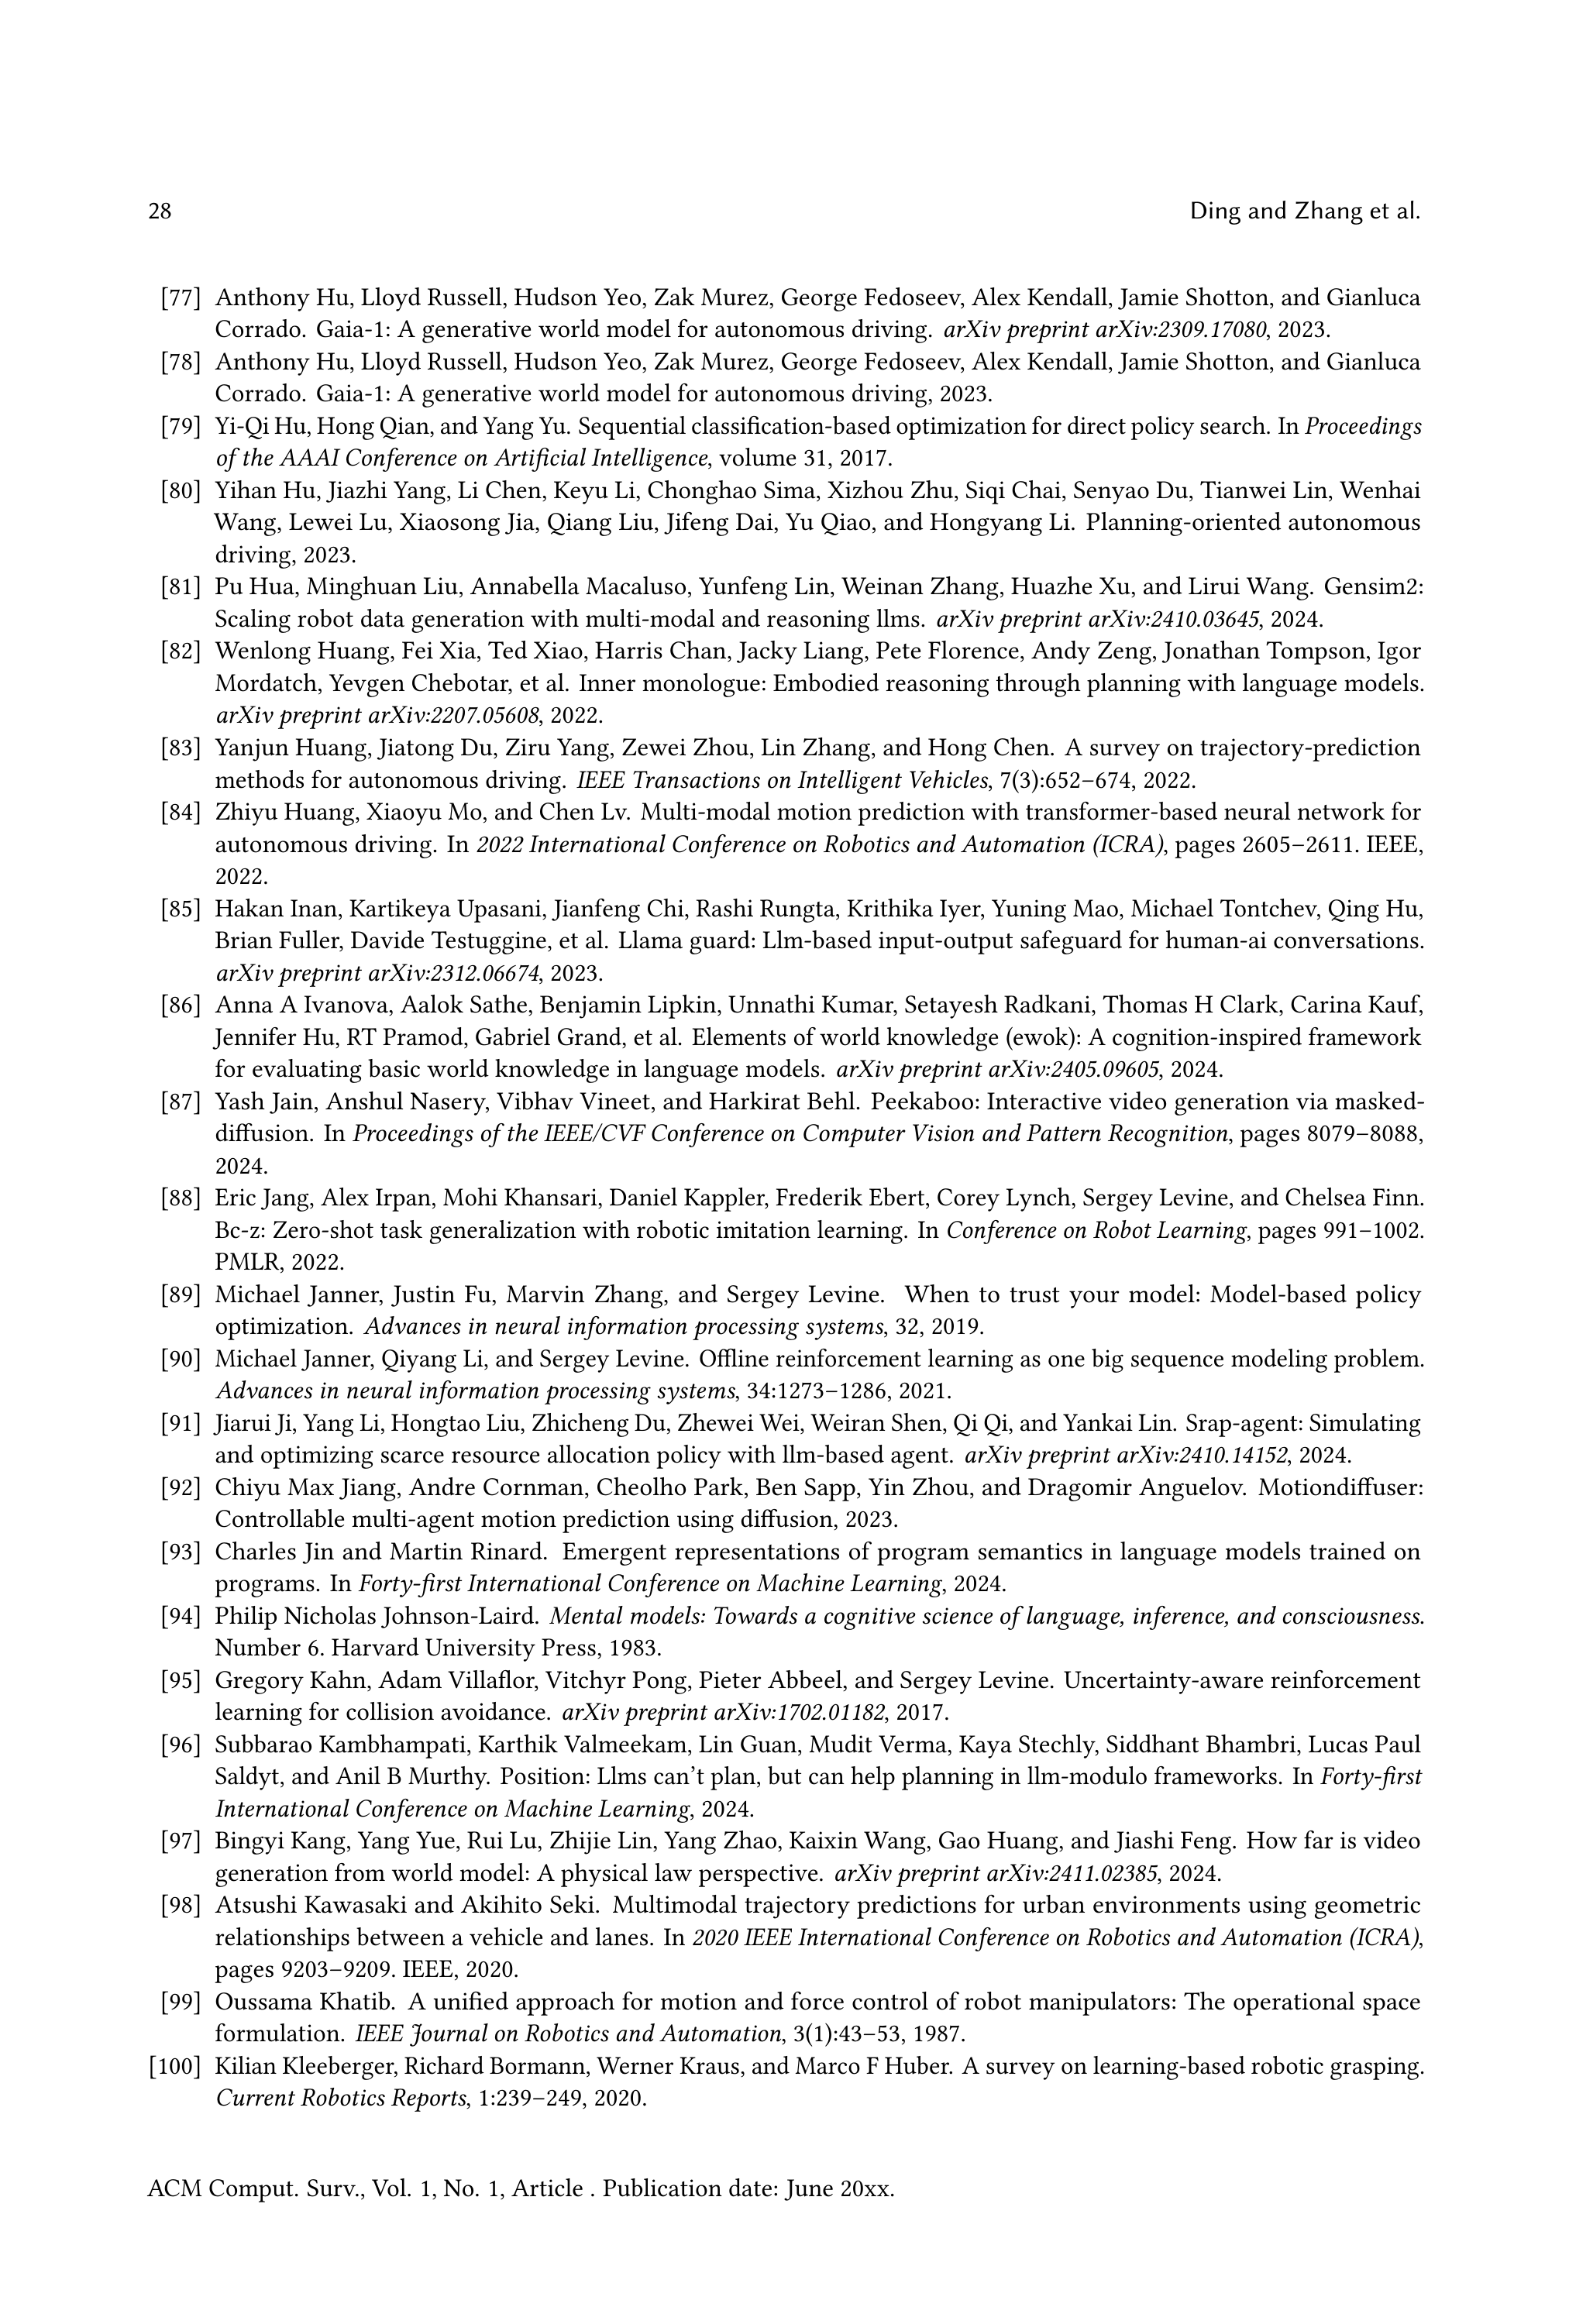 28
Ding and Zhang et al.
[77] Anthony Hu, Lloyd Russell, Hudson Yeo, Zak Murez, George Fedoseev, Alex Kendall, Jamie Shotton, and Gianluca
Corrado. Gaia-1: A generative world model for autonomous driving. arXiv preprint arXiv:2309.17080, 2023.
[78] Anthony Hu, Lloyd Russell, Hudson Yeo, Zak Murez, George Fedoseev, Alex Kendall, Jamie Shotton, and Gianluca
Corrado. Gaia-1: A generative world model for autonomous driving, 2023.
[79] Yi-Qi Hu, Hong Qian, and Yang Yu. Sequential classification-based optimization for direct policy search. In Proceedings
of the AAAI Conference on Artificial Intelligence, volume 31, 2017.
[80] Yihan Hu, Jiazhi Yang, Li Chen, Keyu Li, Chonghao Sima, Xizhou Zhu, Siqi Chai, Senyao Du, Tianwei Lin, Wenhai
Wang, Lewei Lu, Xiaosong Jia, Qiang Liu, Jifeng Dai, Yu Qiao, and Hongyang Li. Planning-oriented autonomous
driving, 2023.
[81] Pu Hua, Minghuan Liu, Annabella Macaluso, Yunfeng Lin, Weinan Zhang, Huazhe Xu, and Lirui Wang. Gensim2:
Scaling robot data generation with multi-modal and reasoning llms. arXiv preprint arXiv:2410.03645, 2024.
[82] Wenlong Huang, Fei Xia, Ted Xiao, Harris Chan, Jacky Liang, Pete Florence, Andy Zeng, Jonathan Tompson, Igor
Mordatch, Yevgen Chebotar, et al. Inner monologue: Embodied reasoning through planning with language models.
arXiv preprint arXiv:2207.05608, 2022.
[83] Yanjun Huang, Jiatong Du, Ziru Yang, Zewei Zhou, Lin Zhang, and Hong Chen. A survey on trajectory-prediction
methods for autonomous driving. IEEE Transactions on Intelligent Vehicles, 7(3):652–674, 2022.
[84] Zhiyu Huang, Xiaoyu Mo, and Chen Lv. Multi-modal motion prediction with transformer-based neural network for
autonomous driving. In 2022 International Conference on Robotics and Automation (ICRA), pages 2605–2611. IEEE,
2022.
[85] Hakan Inan, Kartikeya Upasani, Jianfeng Chi, Rashi Rungta, Krithika Iyer, Yuning Mao, Michael Tontchev, Qing Hu,
Brian Fuller, Davide Testuggine, et al. Llama guard: Llm-based input-output safeguard for human-ai conversations.
arXiv preprint arXiv:2312.06674, 2023.
[86] Anna A Ivanova, Aalok Sathe, Benjamin Lipkin, Unnathi Kumar, Setayesh Radkani, Thomas H Clark, Carina Kauf,
Jennifer Hu, RT Pramod, Gabriel Grand, et al. Elements of world knowledge (ewok): A cognition-inspired framework
for evaluating basic world knowledge in language models. arXiv preprint arXiv:2405.09605, 2024.
[87] Yash Jain, Anshul Nasery, Vibhav Vineet, and Harkirat Behl. Peekaboo: Interactive video generation via masked-
diffusion. In Proceedings of the IEEE/CVF Conference on Computer Vision and Pattern Recognition, pages 8079–8088,
2024.
[88] Eric Jang, Alex Irpan, Mohi Khansari, Daniel Kappler, Frederik Ebert, Corey Lynch, Sergey Levine, and Chelsea Finn.
Bc-z: Zero-shot task generalization with robotic imitation learning. In Conference on Robot Learning, pages 991–1002.
PMLR, 2022.
[89] Michael Janner, Justin Fu, Marvin Zhang, and Sergey Levine. When to trust your model: Model-based policy
optimization. Advances in neural information processing systems, 32, 2019.
[90] Michael Janner, Qiyang Li, and Sergey Levine. Offline reinforcement learning as one big sequence modeling problem.
Advances in neural information processing systems, 34:1273–1286, 2021.
[91] Jiarui Ji, Yang Li, Hongtao Liu, Zhicheng Du, Zhewei Wei, Weiran Shen, Qi Qi, and Yankai Lin. Srap-agent: Simulating
and optimizing scarce resource allocation policy with llm-based agent. arXiv preprint arXiv:2410.14152, 2024.
[92] Chiyu Max Jiang, Andre Cornman, Cheolho Park, Ben Sapp, Yin Zhou, and Dragomir Anguelov. Motiondiffuser:
Controllable multi-agent motion prediction using diffusion, 2023.
[93] Charles Jin and Martin Rinard. Emergent representations of program semantics in language models trained on
programs. In Forty-first International Conference on Machine Learning, 2024.
[94] Philip Nicholas Johnson-Laird. Mental models: Towards a cognitive science of language, inference, and consciousness.
Number 6. Harvard University Press, 1983.
[95] Gregory Kahn, Adam Villaflor, Vitchyr Pong, Pieter Abbeel, and Sergey Levine. Uncertainty-aware reinforcement
learning for collision avoidance. arXiv preprint arXiv:1702.01182, 2017.
[96] Subbarao Kambhampati, Karthik Valmeekam, Lin Guan, Mudit Verma, Kaya Stechly, Siddhant Bhambri, Lucas Paul
Saldyt, and Anil B Murthy. Position: Llms can't plan, but can help planning in llm-modulo frameworks. In Forty-first
International Conference on Machine Learning, 2024.
[97] Bingyi Kang, Yang Yue, Rui Lu, Zhijie Lin, Yang Zhao, Kaixin Wang, Gao Huang, and Jiashi Feng. How far is video
generation from world model: A physical law perspective. arXiv preprint arXiv:2411.02385, 2024.
[98] Atsushi Kawasaki and Akihito Seki. Multimodal trajectory predictions for urban environments using geometric
relationships between a vehicle and lanes. In 2020 IEEE International Conference on Robotics and Automation (ICRA),
pages 9203–9209. IEEE, 2020.
[99] Oussama Khatib. A unified approach for motion and force control of robot manipulators: The operational space
formulation. IEEE Journal on Robotics and Automation, 3(1):43–53, 1987.
[100] Kilian Kleeberger, Richard Bormann, Werner Kraus, and Marco F Huber. A survey on learning-based robotic grasping.
Current Robotics Reports, 1:239–249, 2020.
ACM Comput. Surv., Vol. 1, No. 1, Article . Publication date: June 20xx.